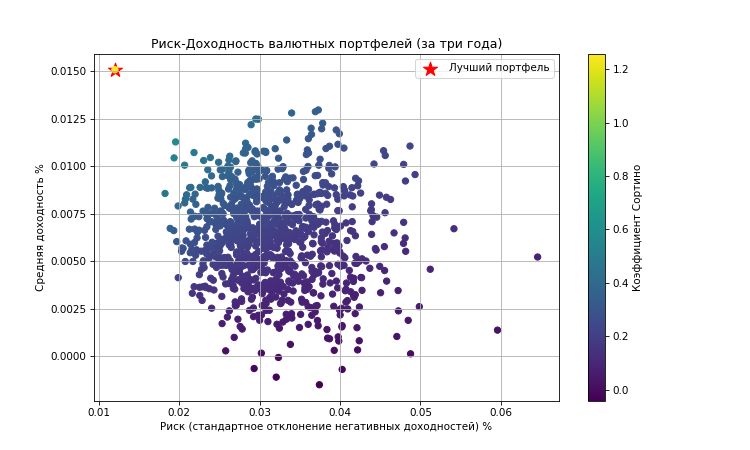 Риск-Доходность валютных портфелей (за три года)
Лучший портфель
Средняя доходность %
0.0150
0.0125
0.0100
0.0075
0.0050
0.0025
0.0000
0.01 0.02 0.03 0.04 0.05 0.06
Риск (стандартное отклонение негативных доходностей) %
1.2
1.0
0.8
0.6
0.4
0.2
0.0
Коэффициент Сортино